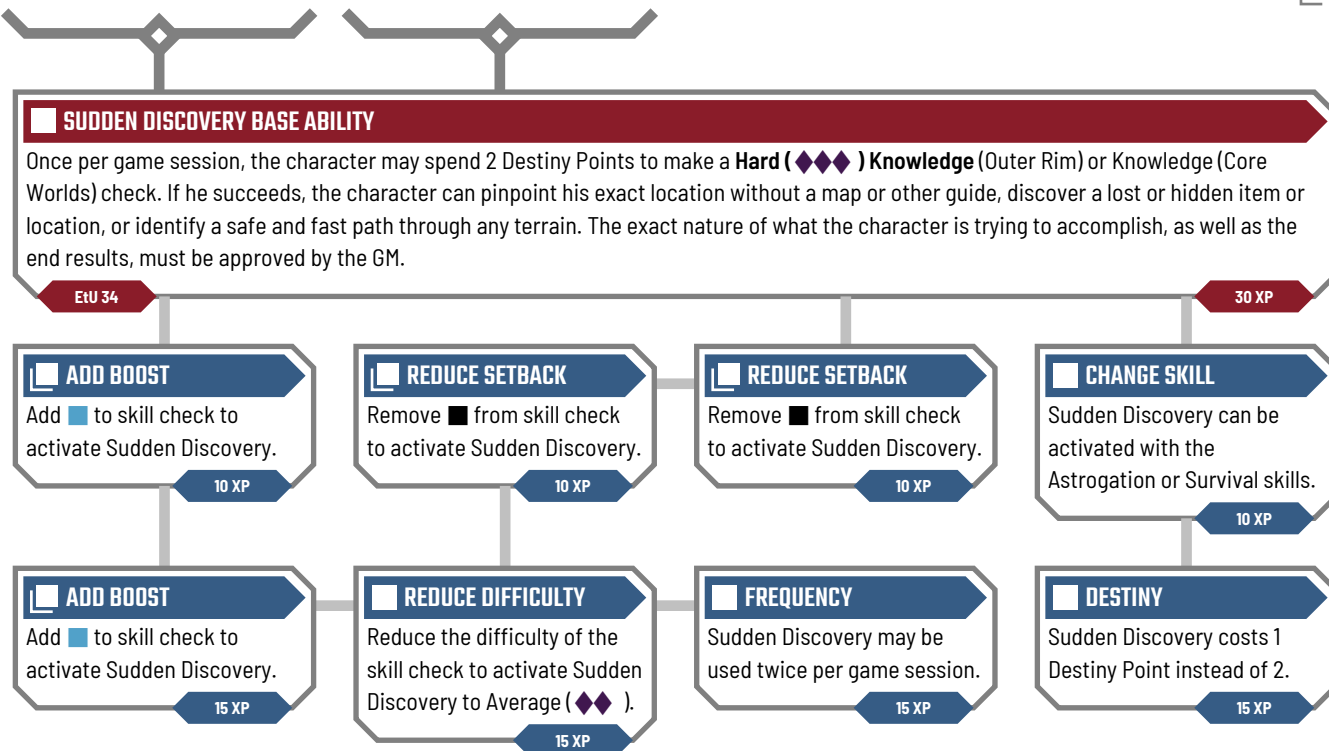 SUDDEN DISCOVERY BASE ABILITY
Once per game session, the character may spend 2 Destiny Points to make a Hard (◆◆◆ ) Knowledge (Outer Rim) or Knowledge (Core
Worlds) check. If he succeeds, the character can pinpoint his exact location without a map or other guide, discover a lost or hidden item or
location, or identify a safe and fast path through any terrain. The exact nature of what the character is trying to accomplish, as well as the
end results, must be approved by the GM.
EtU 34
30 XP
ADD BOOST
Add ■ to skill check to
activate Sudden Discovery.
10 XP
REDUCE SETBACK
Remove ■ from skill check
to activate Sudden Discovery.
10 XP
REDUCE SETBACK
Remove ■ from skill check
to activate Sudden Discovery.
10 XP
CHANGE SKILL
Sudden Discovery can be
activated with the
Astrogation or Survival skills.
10 XP
ADD BOOST
Add ■ to skill check to
activate Sudden Discovery.
15 XP
REDUCE DIFFICULTY
Reduce the difficulty of the
skill check to activate Sudden
Discovery to Average (◆◆ ).
15 XP
FREQUENCY
Sudden Discovery may be
used twice per game session.
15 XP
DESTINY
Sudden Discovery costs 1
Destiny Point instead of 2.
15 XP